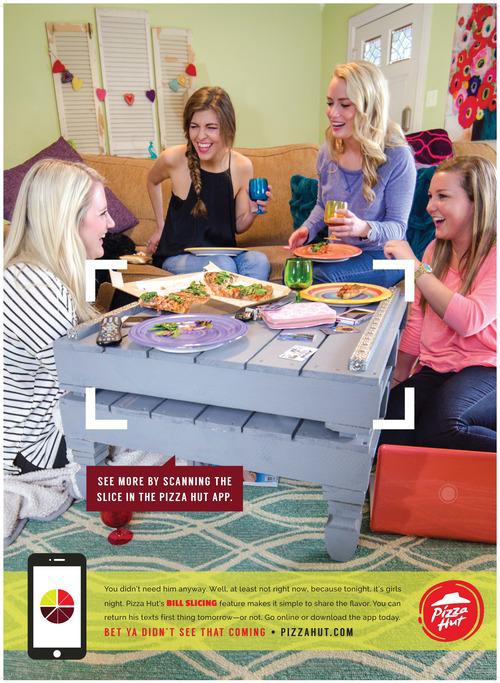 SEE MORE BY SCANNING THE
SLICE IN THE PIZZA HUT APP.
You didn't need him anyway. Well, at least not right now, because tonight, it's girls
night. Pizza Hut's BILL SLICING feature makes it simple to share the flavor. You can
return his texts first thing tomorrow—or not. Go online or download the app today.
BET YA DIDN'T SEE THAT COMING • PIZZAHUT.COM
Pizza
Hut